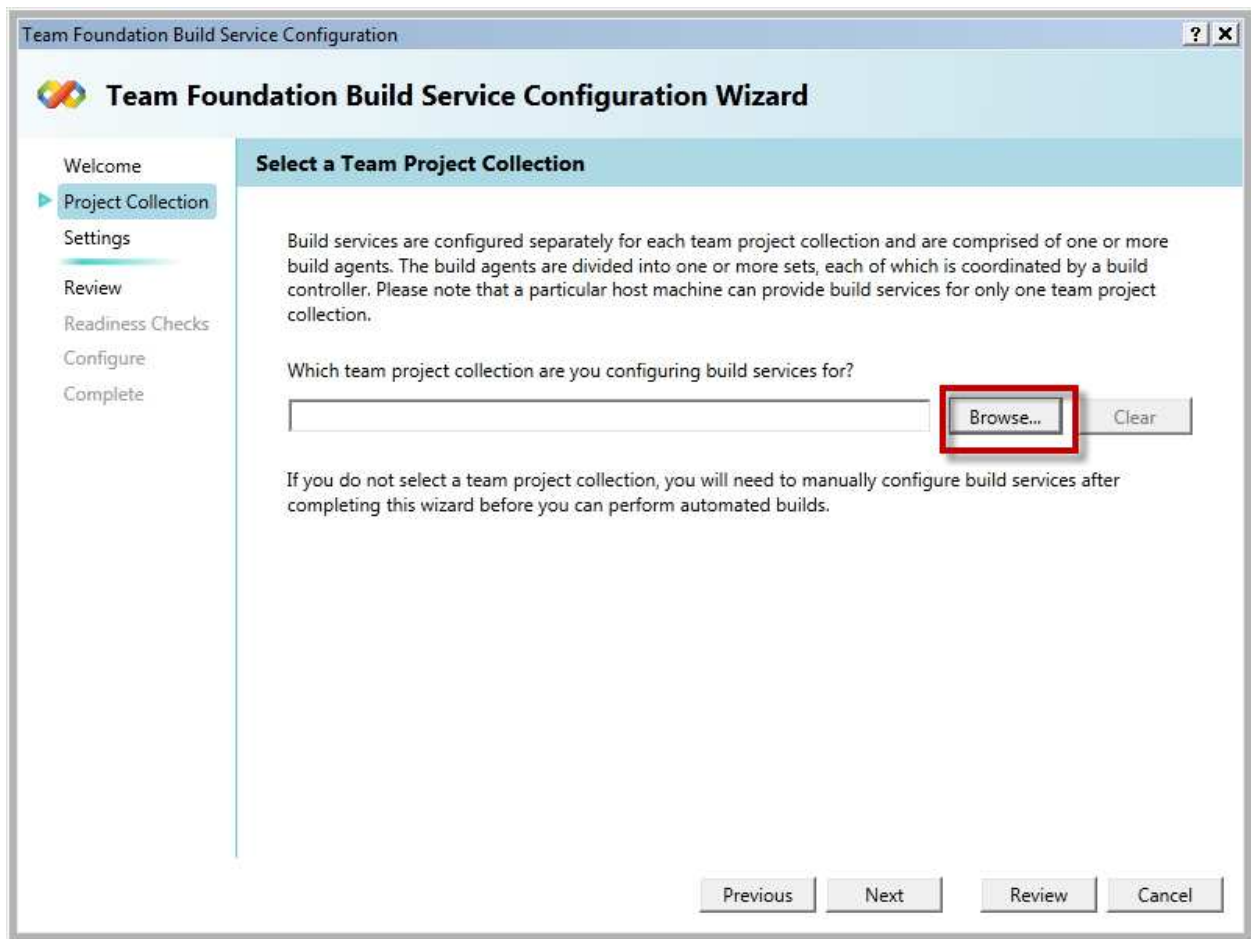 Team Foundation Build Service Configuration
? X
Team Foundation Build Service Configuration Wizard
Welcome
Project Collection
Settings
Review
Readiness Checks
Configure
Complete
Select a Team Project Collection
Build services are configured separately for each team project collection and are comprised of one or more
build agents. The build agents are divided into one or more sets, each of which is coordinated by a build
controller. Please note that a particular host machine can provide build services for only one team project
collection.
Which team project collection are you configuring build services for?
Browse... Clear
If you do not select a team project collection, you will need to manually configure build services after
completing this wizard before you can perform automated builds.
Previous Next Review Cancel